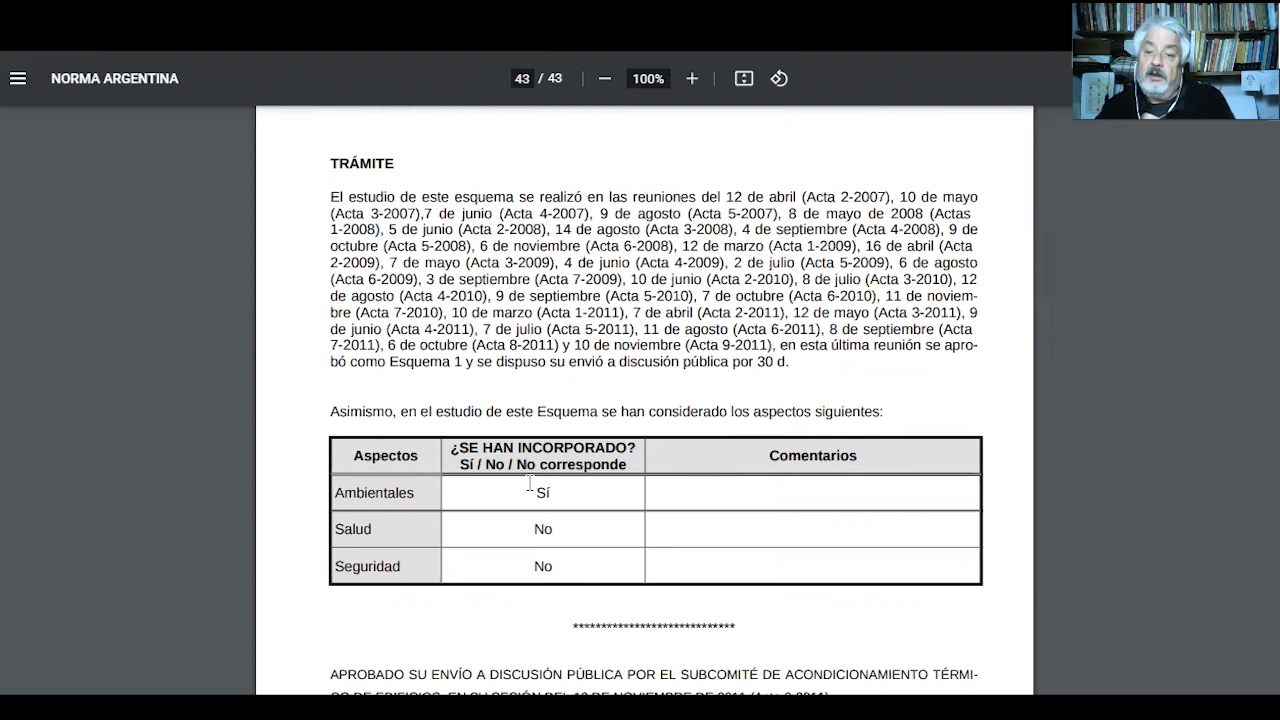 NORMA ARGENTINA
43 / 43
100%
TRÁMITE
El estudio de este esquema se realizó en las reuniones del 12 de abril (Acta 2-2007), 10 de mayo
(Acta 3-2007),7 de junio (Acta 4-2007), 9 de agosto (Acta 5-2007), 8 de mayo de 2008 (Actas
1-2008), 5 de junio (Acta 2-2008), 14 de agosto (Acta 3-2008), 4 de septiembre (Acta 4-2008), 9 de
octubre (Acta 5-2008), 6 de noviembre (Acta 6-2008), 12 de marzo (Acta 1-2009), 16 de abril (Acta
2-2009), 7 de mayo (Acta 3-2009), 4 de junio (Acta 4-2009), 2 de julio (Acta 5-2009), 6 de agosto
(Acta 6-2009), 3 de septiembre (Acta 7-2009), 10 de junio (Acta 2-2010), 8 de julio (Acta 3-2010), 12
de agosto (Acta 4-2010), 9 de septiembre (Acta 5-2010), 7 de octubre (Acta 6-2010), 11 de noviem-
bre (Acta 7-2010), 10 de marzo (Acta 1-2011), 7 de abril (Acta 2-2011), 12 de mayo (Acta 3-2011), 9
de junio (Acta 4-2011), 7 de julio (Acta 5-2011), 11 de agosto (Acta 6-2011), 8 de septiembre (Acta
7-2011), 6 de octubre (Acta 8-2011) y 10 de noviembre (Acta 9-2011), en esta última reunión se apro-
bó como Esquema 1 y se dispuso su envió a discusión pública por 30 d.
Asimismo, en el estudio de este Esquema se han considerado los aspectos siguientes:
Aspectos
¿SE HAN INCORPORADO?
Sí / No / No corresponde
Comentarios
Ambientales
Sí
Salud
No
Seguridad
No
*****************************
APROBADO SU ENVÍO A DISCUSIÓN PÚBLICA POR EL SUBCOMITÉ DE ACONDICIONAMIENTO TÉRMI-